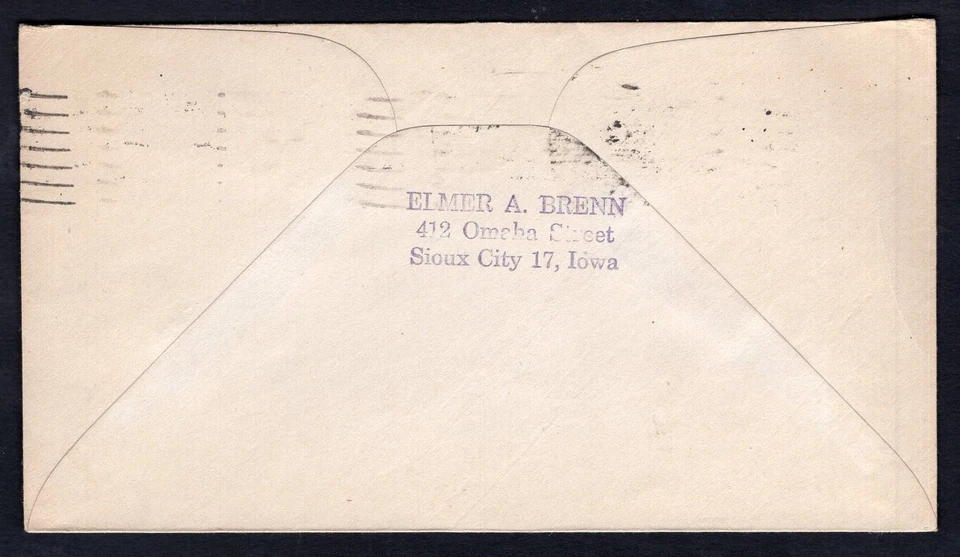 ELMER A. BRENN
412 Omaha Street
Sioux City 17, Iowa